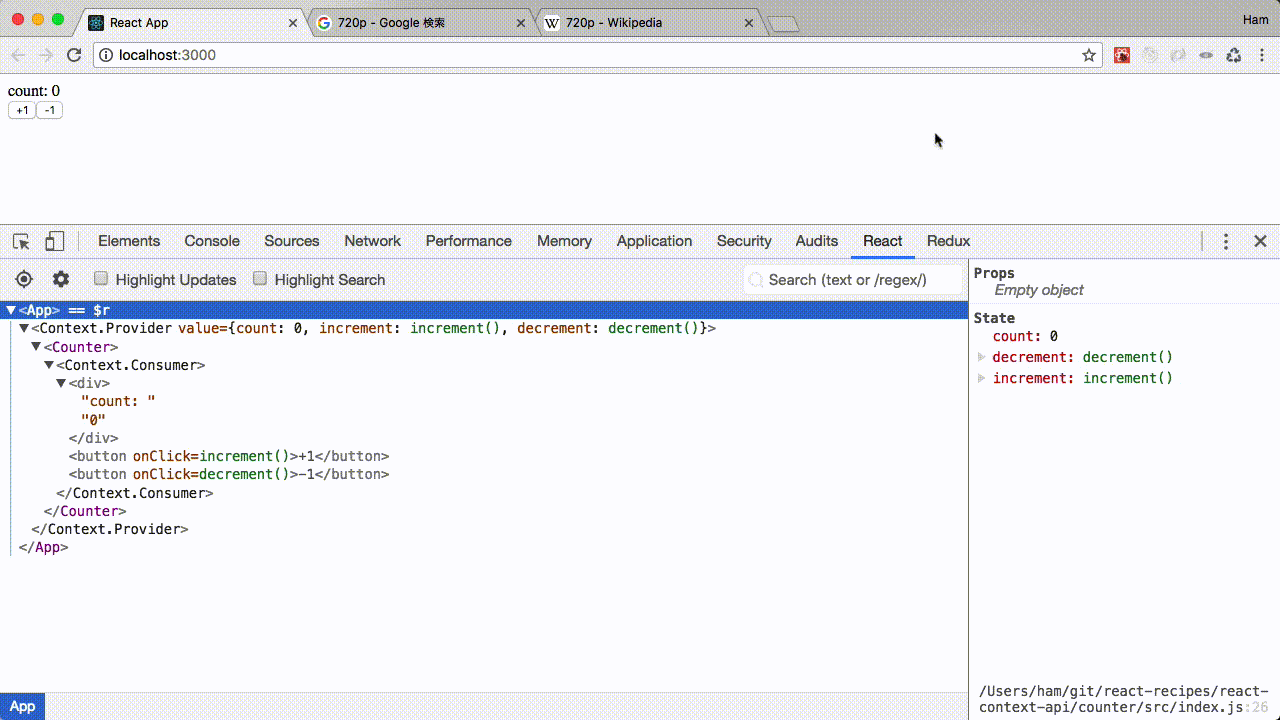 React App
720p - Google 検索
720p - Wikipedia
Ham
localhost:3000
count: 0
+1 -1
Elements Console Sources Network Performance Memory Application Security Audits React Redux
Highlight Updates Highlight Search Search (text or /regex/)
<App> == $r
<Context.Provider value={count: 0, increment: increment(), decrement: decrement()}>
<Counter>
<Context.Consumer>
<div>
"count: "
"0"
</div>
<button onClick=increment()>+1</button>
<button onClick=decrement()>-1</button>
</Context.Consumer>
</Counter>
</Context.Provider>
</App>
Props
Empty object
State
count: 0
decrement: decrement()
increment: increment()
/Users/ham/git/react-recipes/react-
context-api/counter/src/index.js:26
App